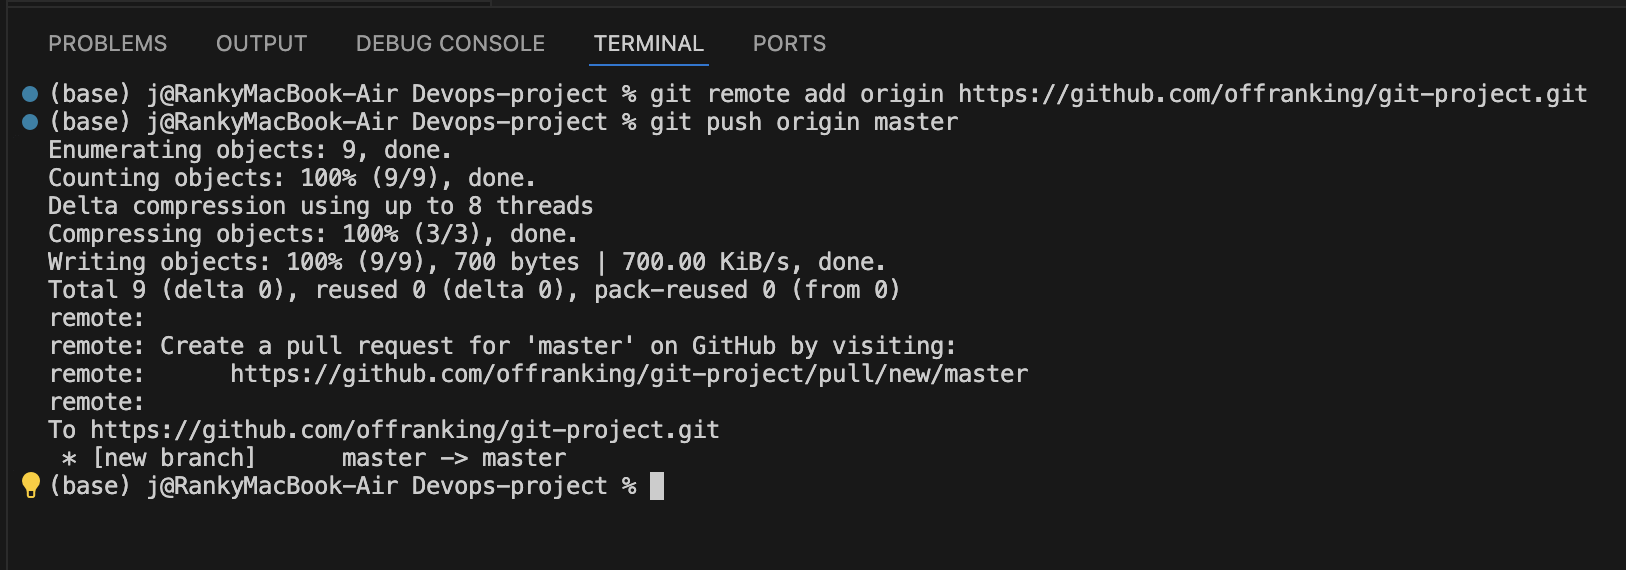 PROBLEMS OUTPUT DEBUG CONSOLE TERMINAL PORTS
(base) j@RankyMacBook-Air Devops-project % git remote add origin https://github.com/offranking/git-project.git
(base) j@RankyMacBook-Air Devops-project % git push origin master
Enumerating objects: 9, done.
Counting objects: 100% (9/9), done.
Delta compression using up to 8 threads
Compressing objects: 100% (3/3), done.
Writing objects: 100% (9/9), 700 bytes | 700.00 KiB/s, done.
Total 9 (delta 0), reused 0 (delta 0), pack-reused 0 (from 0)
remote:
remote: Create a pull request for 'master' on GitHub by visiting:
remote:      https://github.com/offranking/git-project/pull/new/master
remote:
To https://github.com/offranking/git-project.git
 * [new branch]      master -> master
(base) j@RankyMacBook-Air Devops-project %